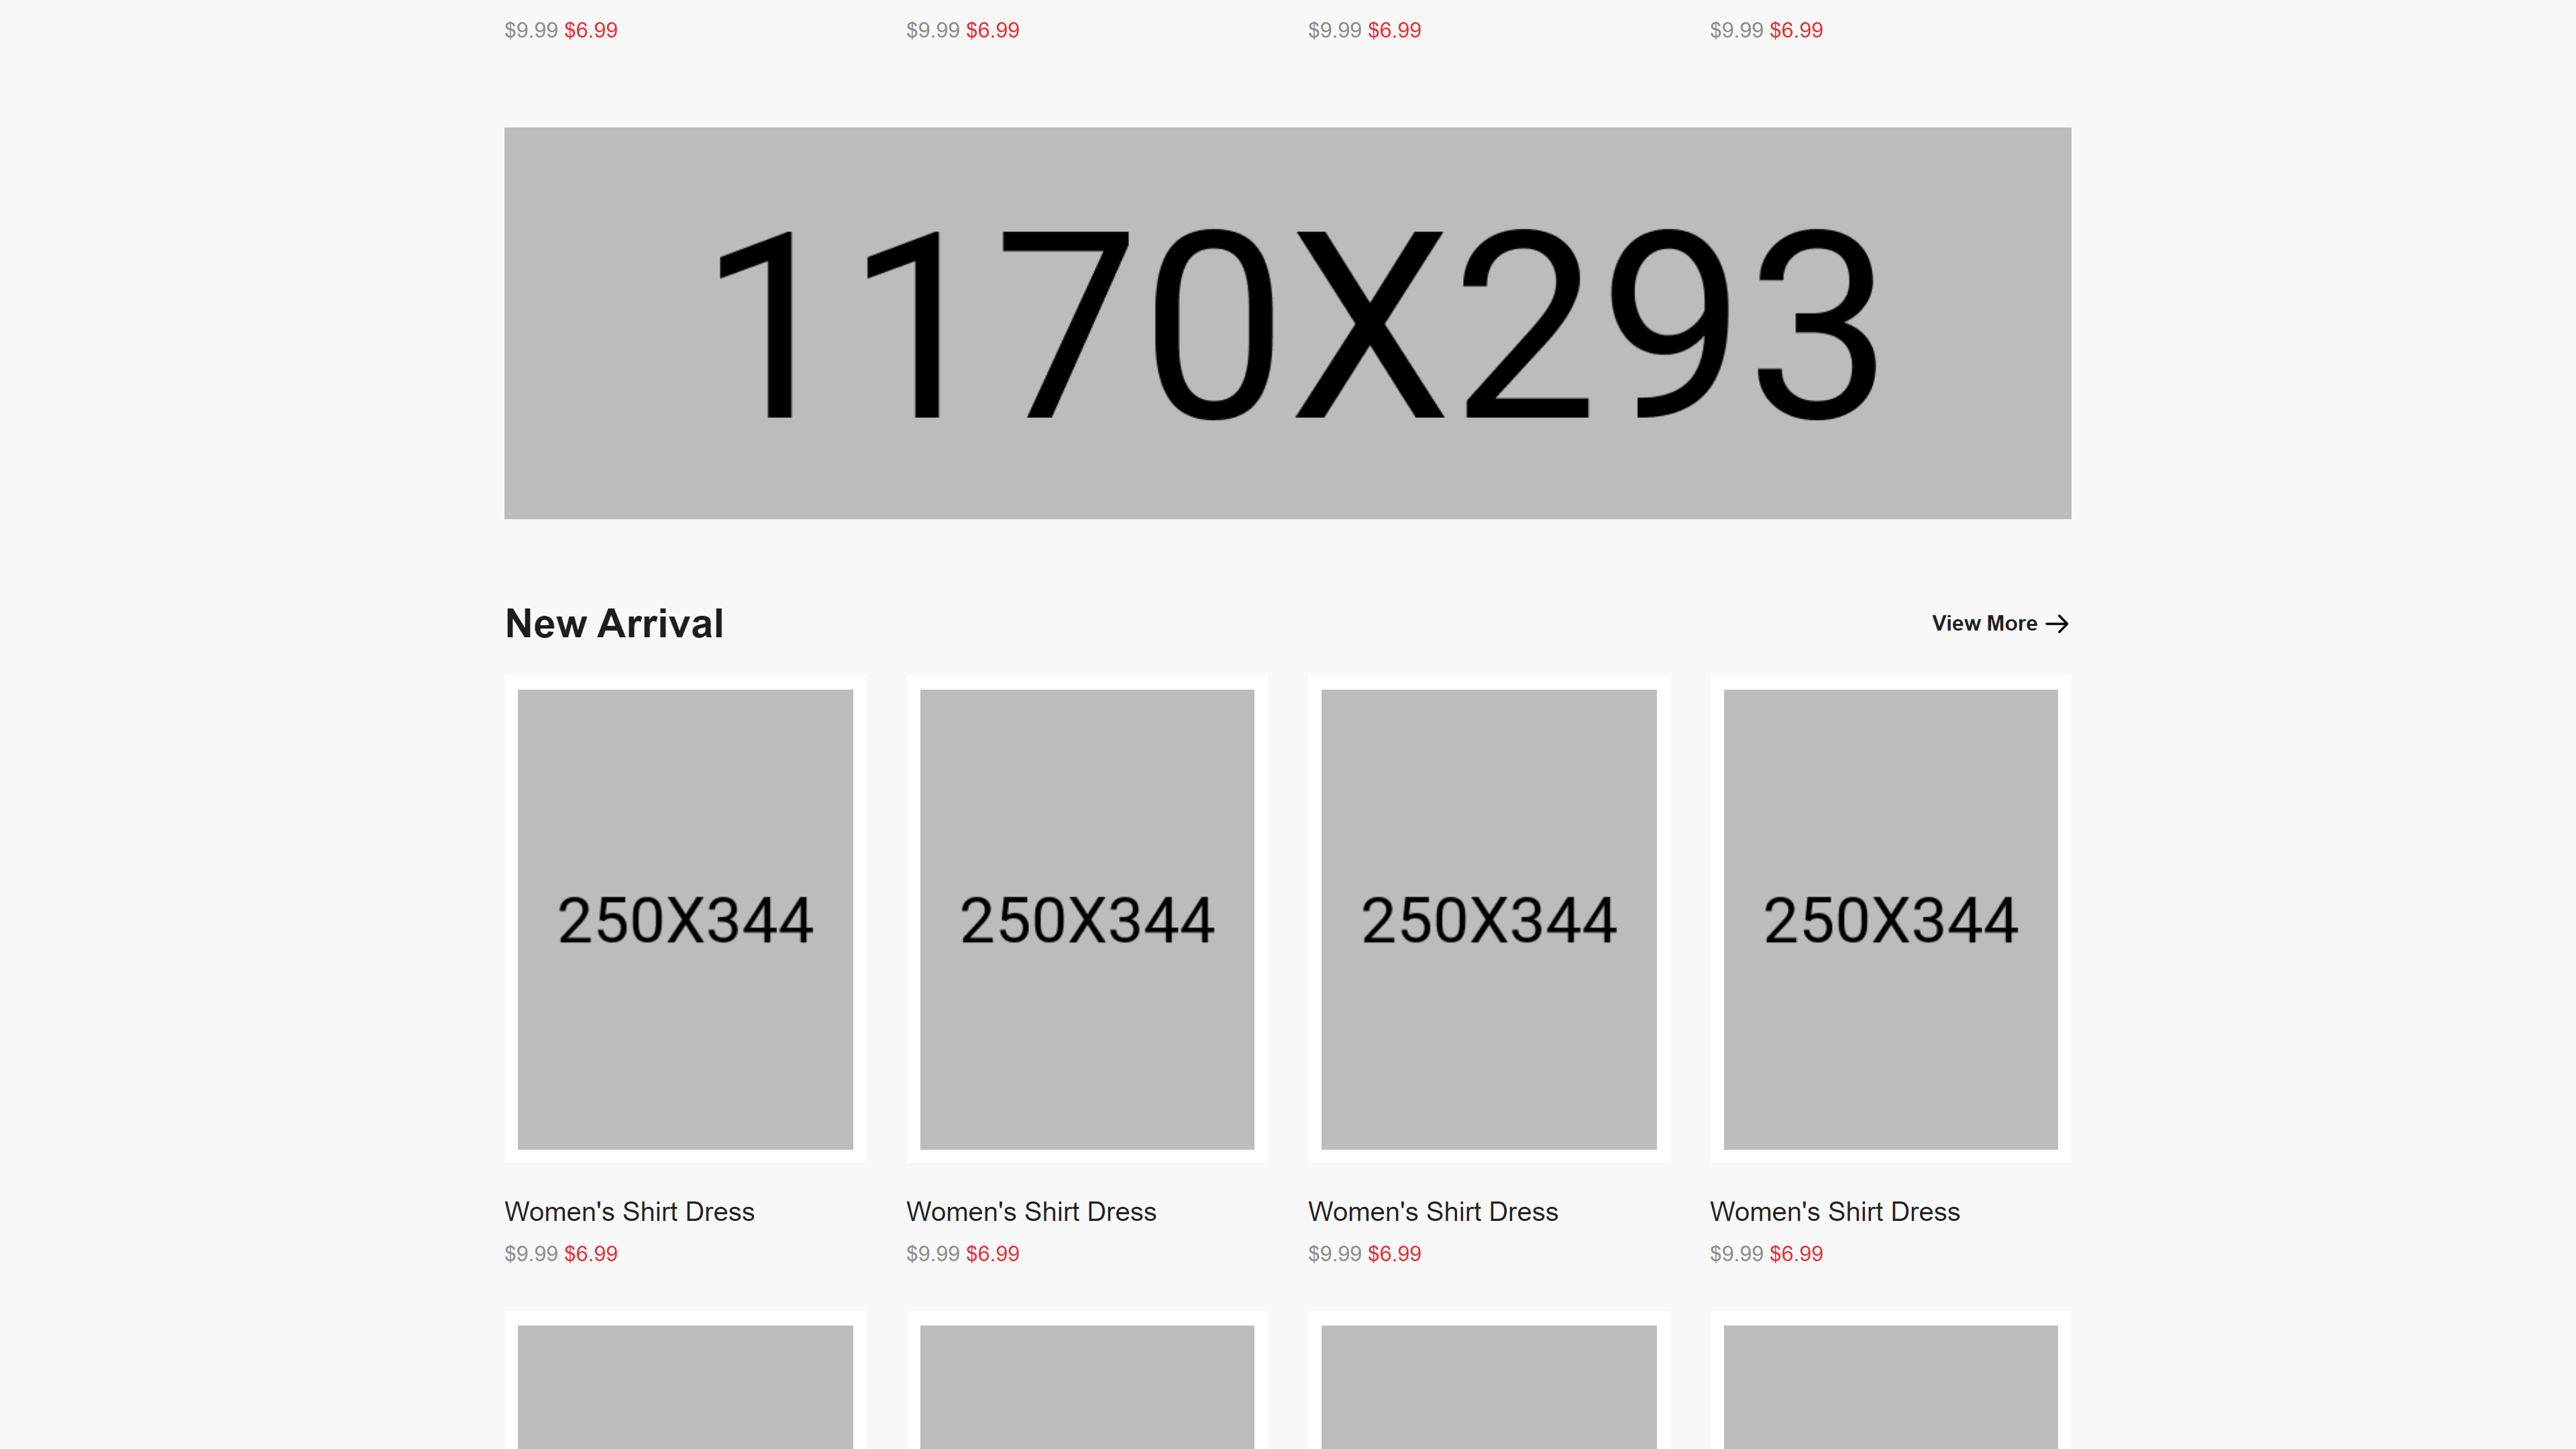 $9.99 $6.99 $9.99 $6.99 $9.99 $6.99 $9.99 $6.99
1170X293
New Arrival View More
250X344 250X344 250X344 250X344
Women's Shirt Dress Women's Shirt Dress Women's Shirt Dress Women's Shirt Dress
$9.99 $6.99 $9.99 $6.99 $9.99 $6.99 $9.99 $6.99